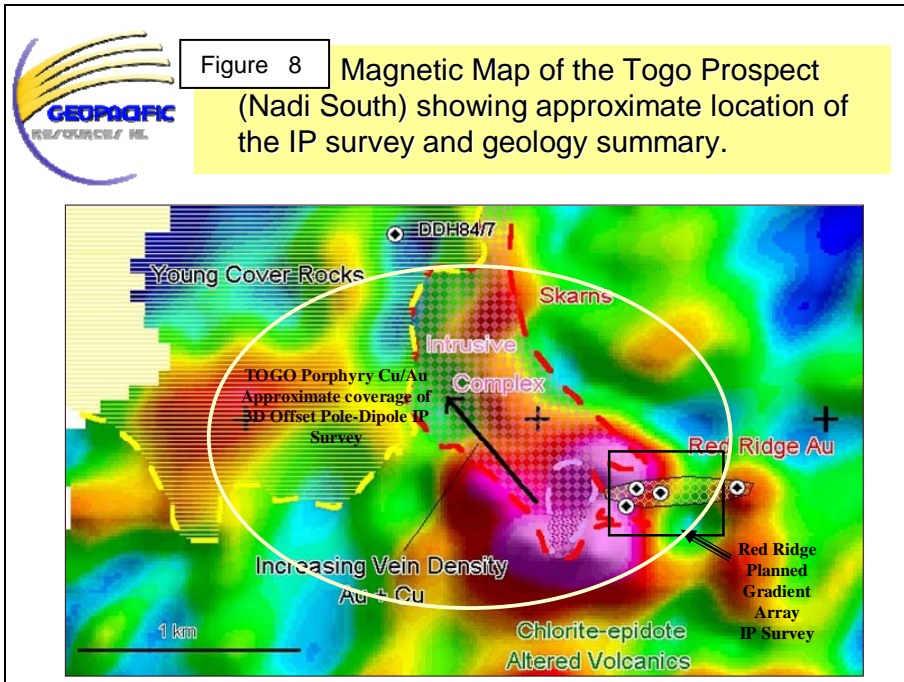 Figure 8
Magnetic Map of the Togo Prospect
(Nadi South) showing approximate location of
the IP survey and geology summary.
GEOPACIFIC
RESOURCES NL
DDH84/7
Young Cover Rocks
Skarns
Intrusive
Complex
TOGO Porphyry Cu/Au
Approximate coverage of
3D Offset Pole-Dipole IP
Survey
Red Ridge Au
Increasing Vein Density
Au + Cu
Red Ridge
Planned
Gradient
Array
IP Survey
1 km
Chlorite-epidote
Altered Volcanics